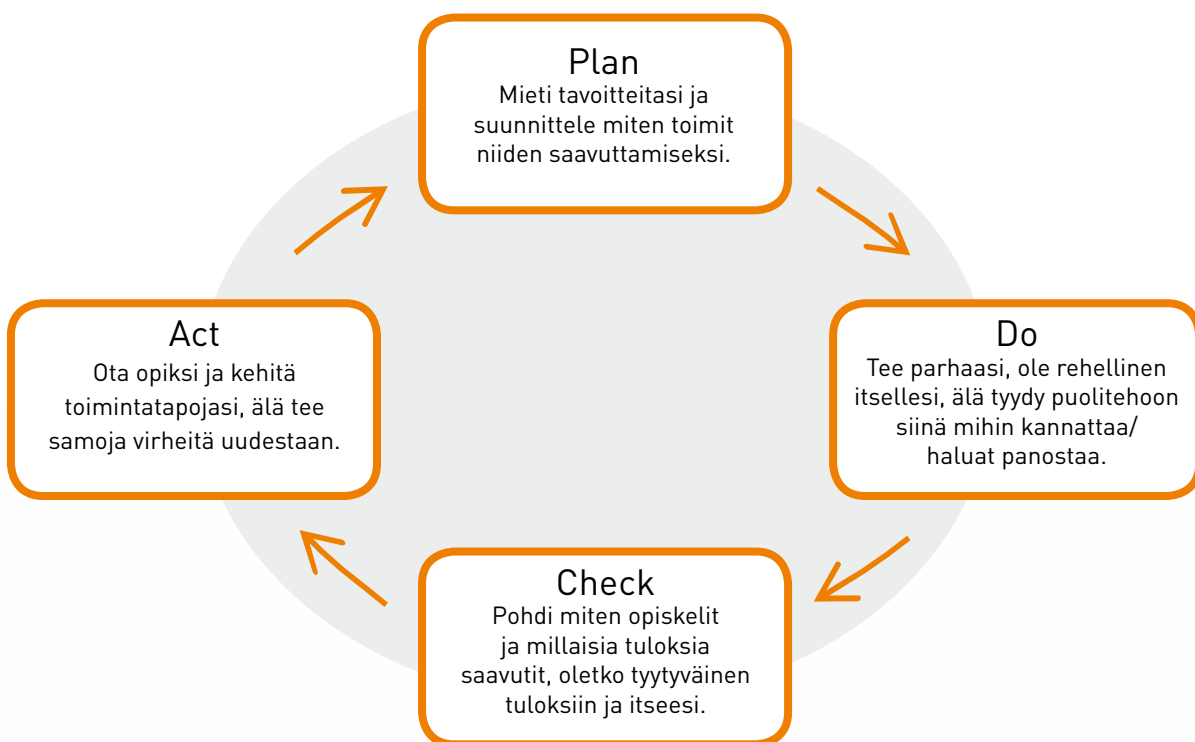 Plan
Mieti tavoitteitasi ja
suunnittele miten toimit
niiden saavuttamiseksi.
Do
Tee parhaasi, ole rehellinen
itsellesi, älä tyydy puolitehoon
siinä mihin kannattaa/
haluat panostaa.
Check
Pohdi miten opiskelit
ja millaisia tuloksia
saavutit, oletko tyytyväinen
tuloksiin ja itseesi.
Act
Ota opiksi ja kehitä
toimintatapojasi, älä tee
samoja virheitä uudestaan.